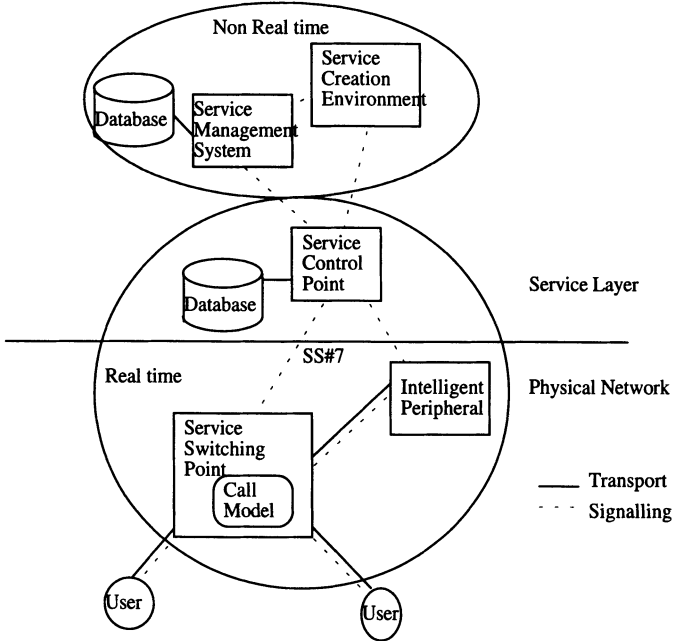 Non Real time
Service
Creation
Environment
Database
Service
Management
System
Service
Control
Point
Database
Service Layer
SS#7
Real time
Intelligent
Peripheral
Physical Network
Service
Switching
Point
Call
Model
Transport
Signalling
User
User